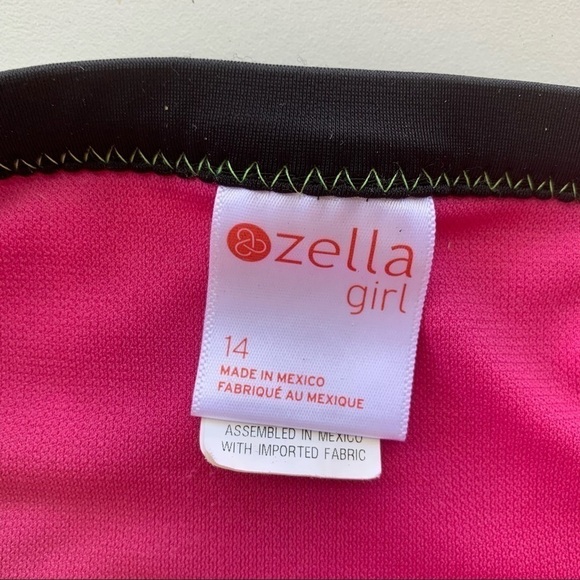 zella
girl
14
MADE IN MEXICO
FABRIQUÉ AU MEXIQUE
ASSEMBLED IN MEXICO
WITH IMPORTED FABRIC